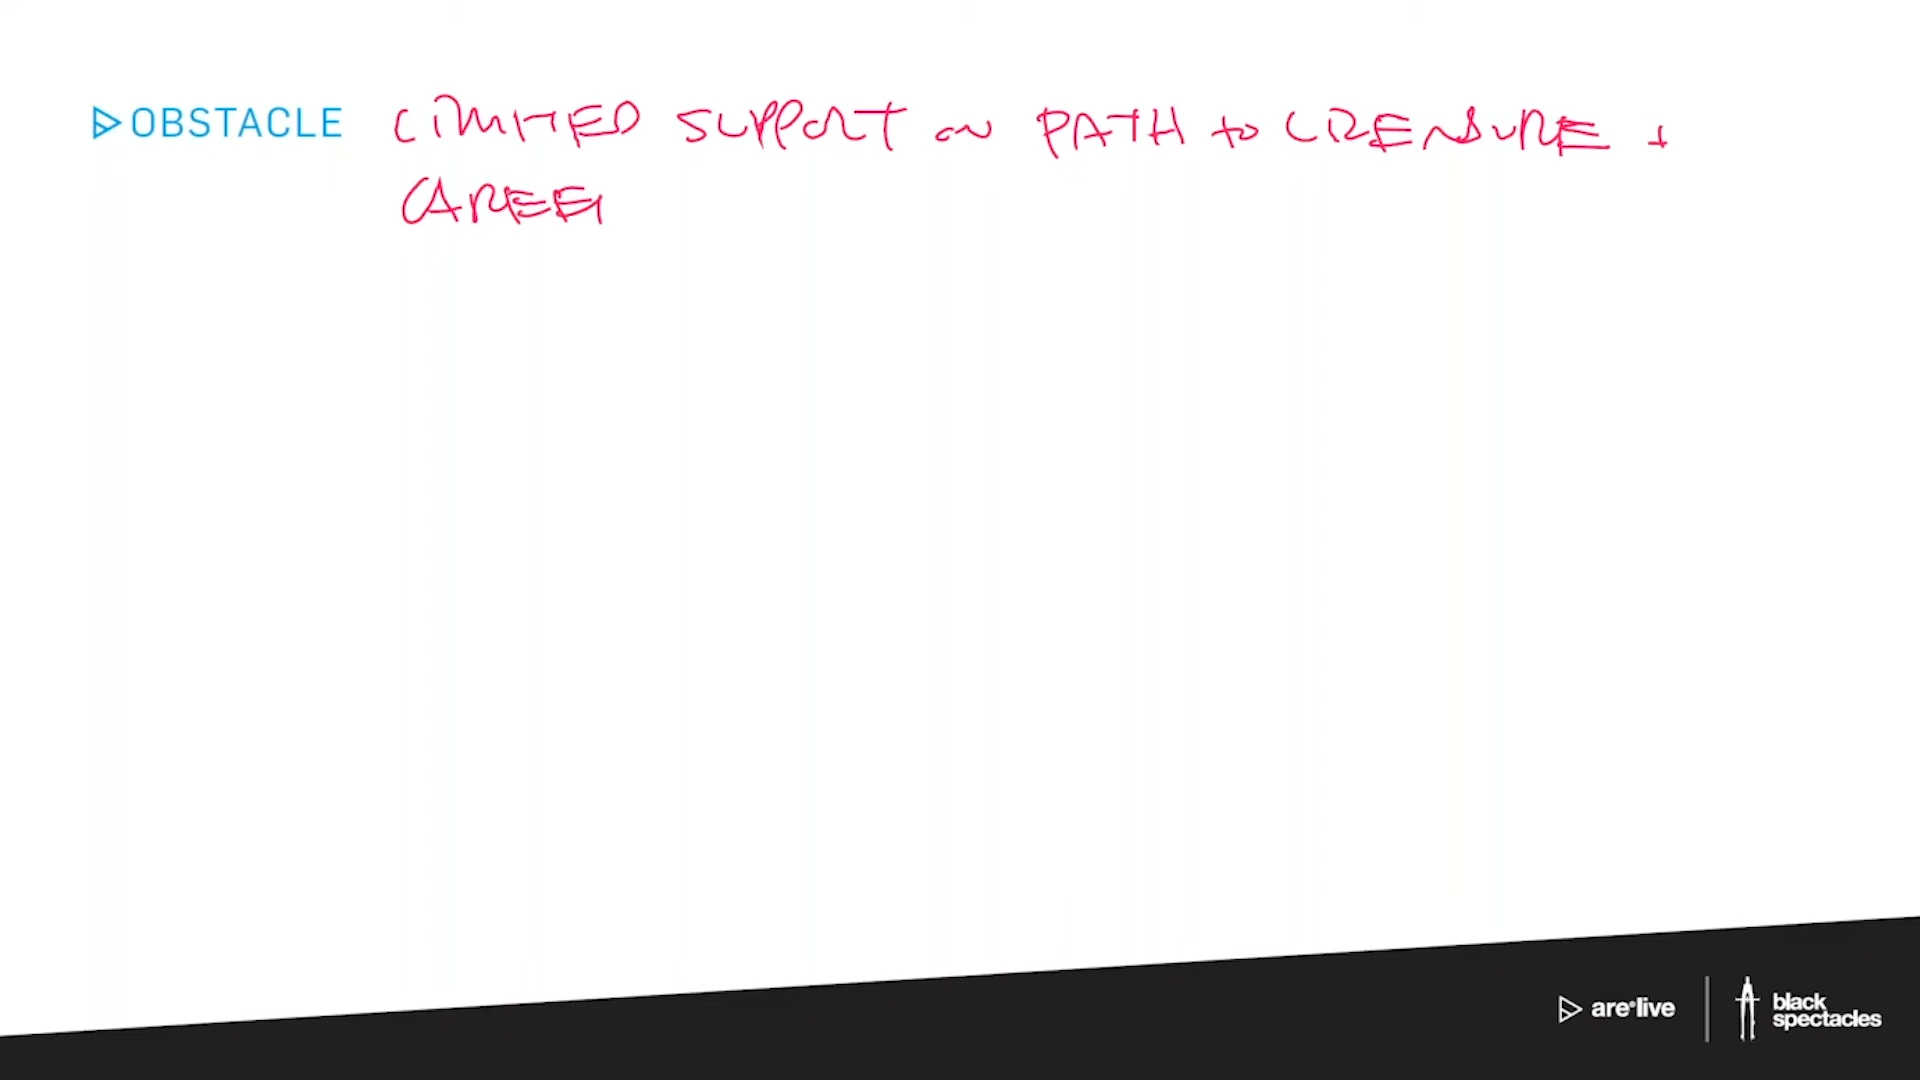 OBSTACLE LIMITED SUPPORT ON PATH TO LICENSURE +
CAREER
are®live
black
spectacles